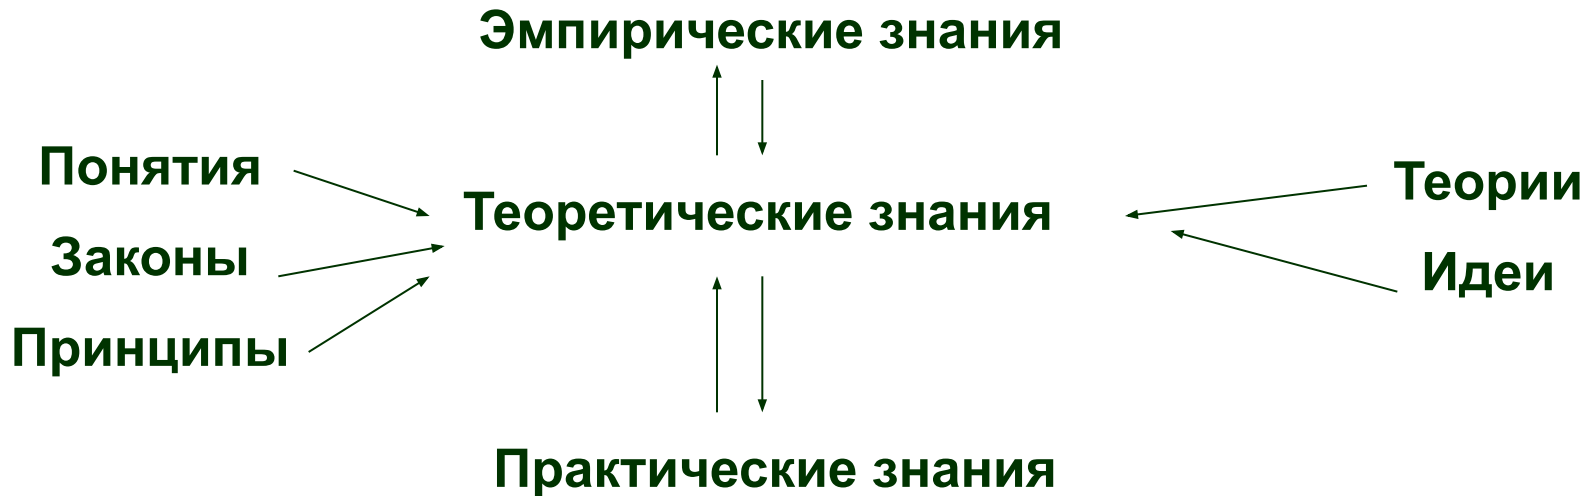 Эмпирические знания
Понятия
Теории
Теоретические знания
Законы
Идеи
Принципы
Практические знания